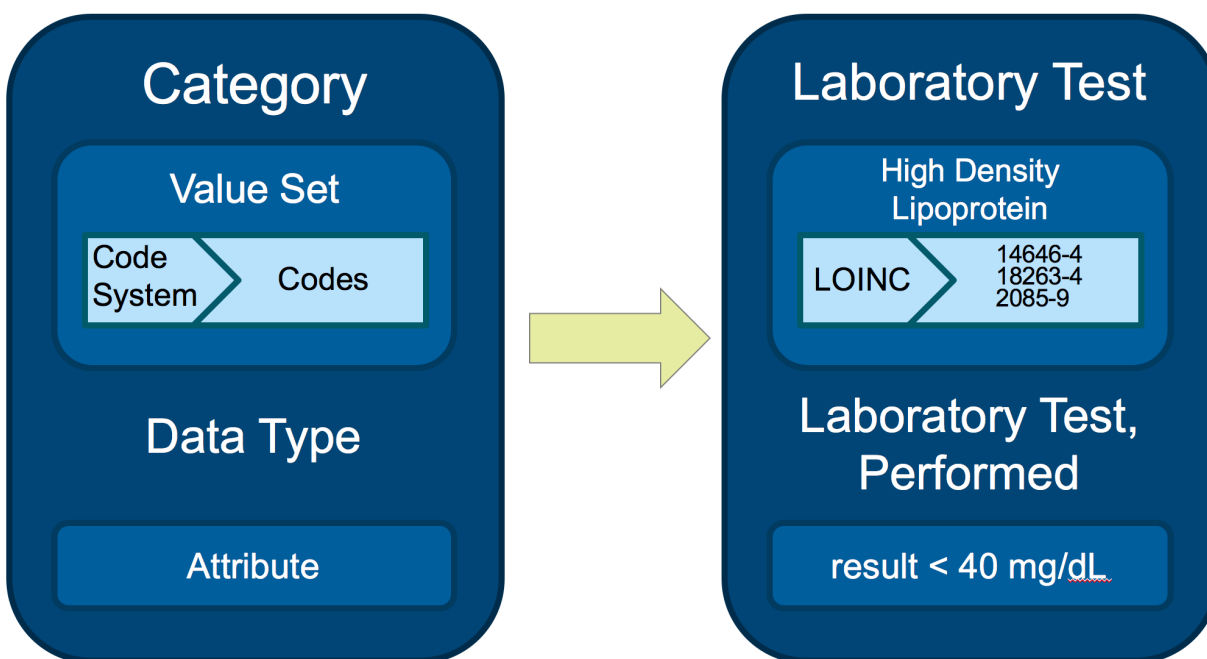 Category
Value Set
Code
System
Codes
Data Type
Attribute
Laboratory Test
High Density
Lipoprotein
LOINC
14646-4
18263-4
2085-9
Laboratory Test,
Performed
result < 40 mg/dL